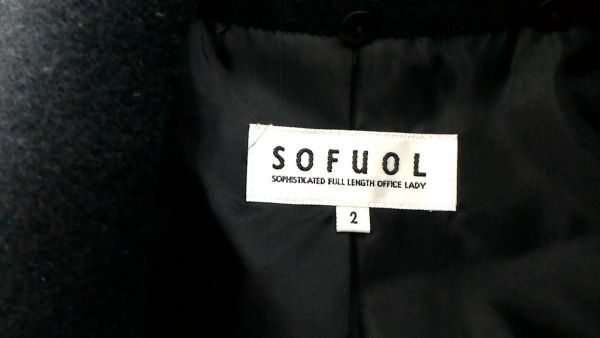 SOFUOL
SOPHISTICATED FULL LENGTH OFFICE LADY
2